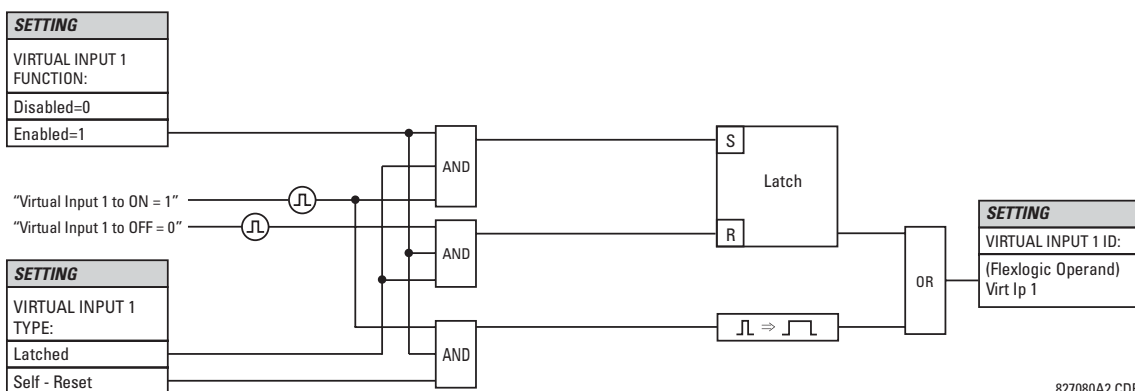 SETTING
VIRTUAL INPUT 1
FUNCTION:
Disabled=0
Enabled=1
"Virtual Input 1 to ON = 1"
"Virtual Input 1 to OFF = 0"
SETTING
VIRTUAL INPUT 1
TYPE:
Latched
Self - Reset
AND
AND
AND
S
Latch
R
OR
SETTING
VIRTUAL INPUT 1 ID:
(Flexlogic Operand)
Virt Ip 1